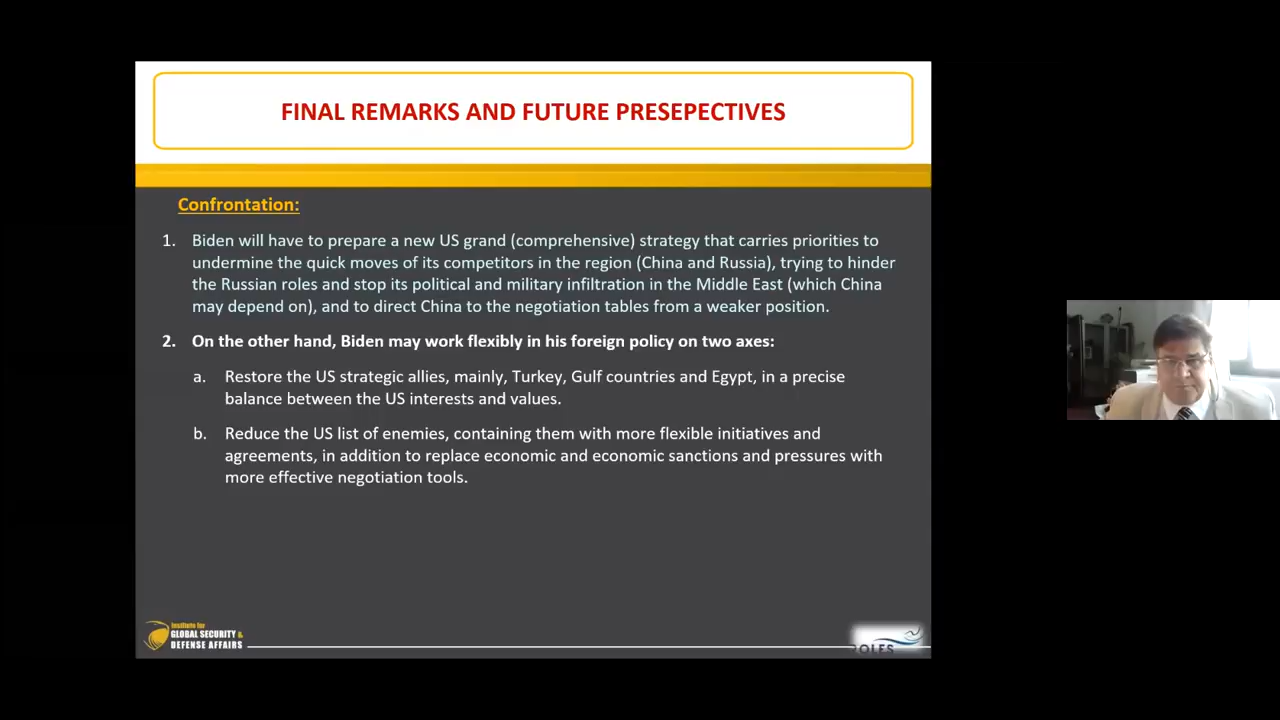 FINAL REMARKS AND FUTURE PRESEPECTIVES
Confrontation:
1. Biden will have to prepare a new US grand (comprehensive) strategy that carries priorities to
undermine the quick moves of its competitors in the region (China and Russia), trying to hinder
the Russian roles and stop its political and military infiltration in the Middle East (which China
may depend on), and to direct China to the negotiation tables from a weaker position.
2. On the other hand, Biden may work flexibly in his foreign policy on two axes:
a. Restore the US strategic allies, mainly, Turkey, Gulf countries and Egypt, in a precise
balance between the US interests and values.
b. Reduce the US list of enemies, containing them with more flexible initiatives and
agreements, in addition to replace economic and economic sanctions and pressures with
more effective negotiation tools.
Institute for
GLOBAL SECURITY &
DEFENSE AFFAIRS